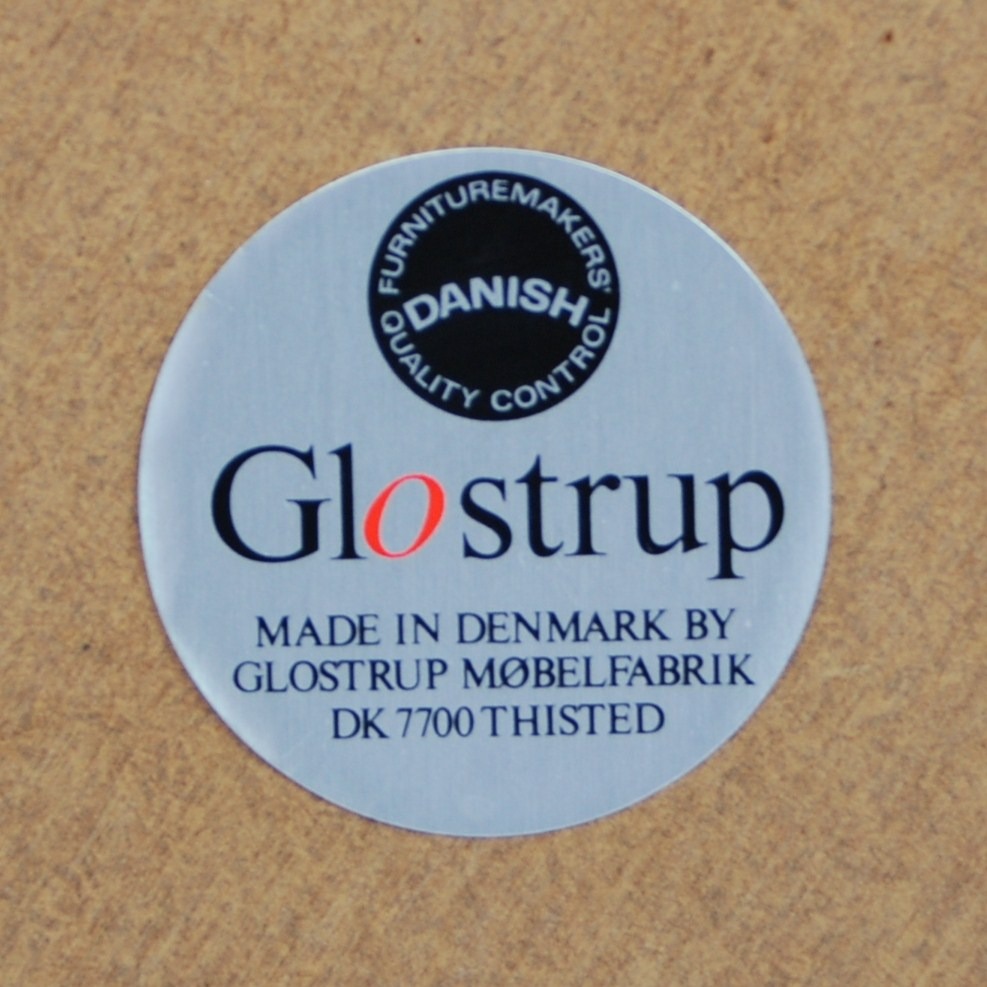 FURNITUREMAKERS'
DANISH
QUALITY CONTROL
Glostrup
MADE IN DENMARK BY
GLOSTRUP MØBELFABRIK
DK 7700 THISTED